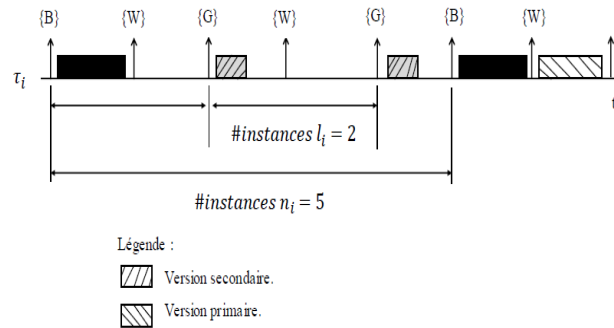 {B} {W} {G} {W} {G} {B} {W}
τi
t
#instances li = 2
#instances ni = 5
Légende :
Version secondaire.
Version primaire.